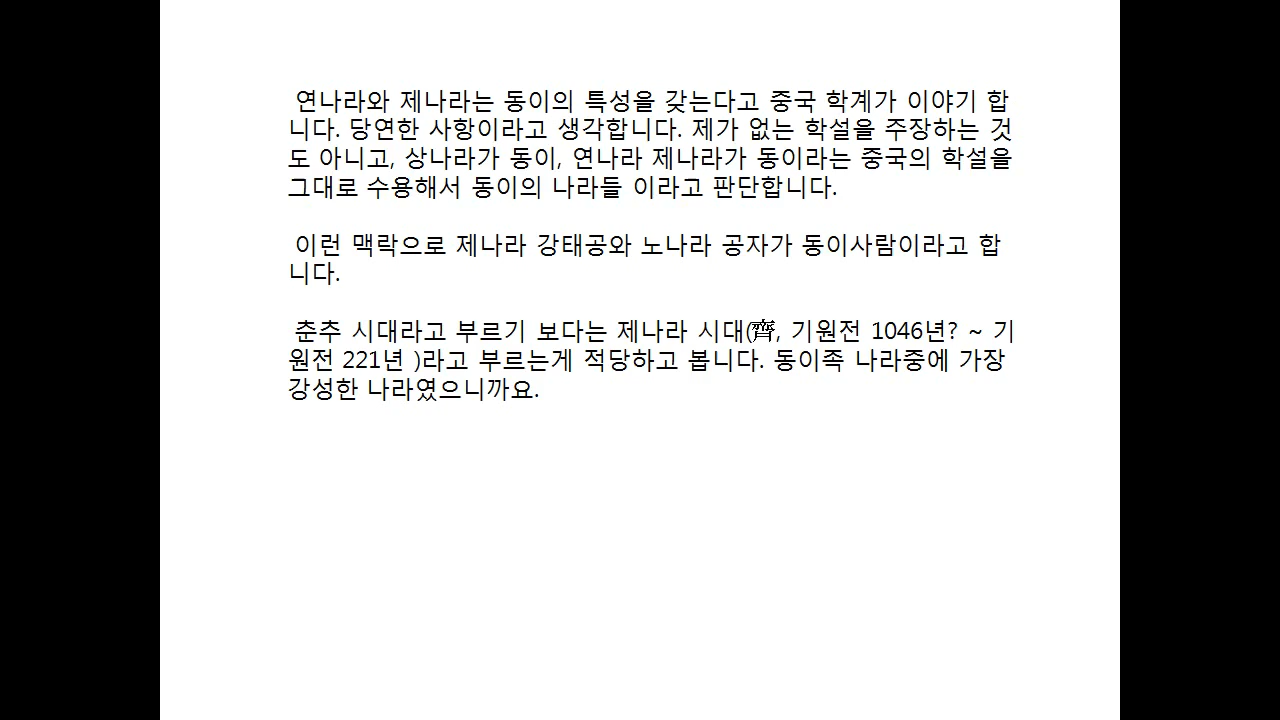 연나라와 제나라는 동이의 특성을 갖는다고 중국 학계가 이야기 합
니다. 당연한 사항이라고 생각합니다. 제가 없는 학설을 주장하는 것
도 아니고, 상나라가 동이, 연나라 제나라가 동이라는 중국의 학설을
그대로 수용해서 동이의 나라들 이라고 판단합니다.
이런 맥락으로 제나라 강태공와 노나라 공자가 동이사람이라고 합
니다.
춘추 시대라고 부르기 보다는 제나라 시대(齊, 기원전 1046년? ~ 기
원전 221년 )라고 부르는게 적당하고 봅니다. 동이족 나라중에 가장
강성한 나라였으니까요.